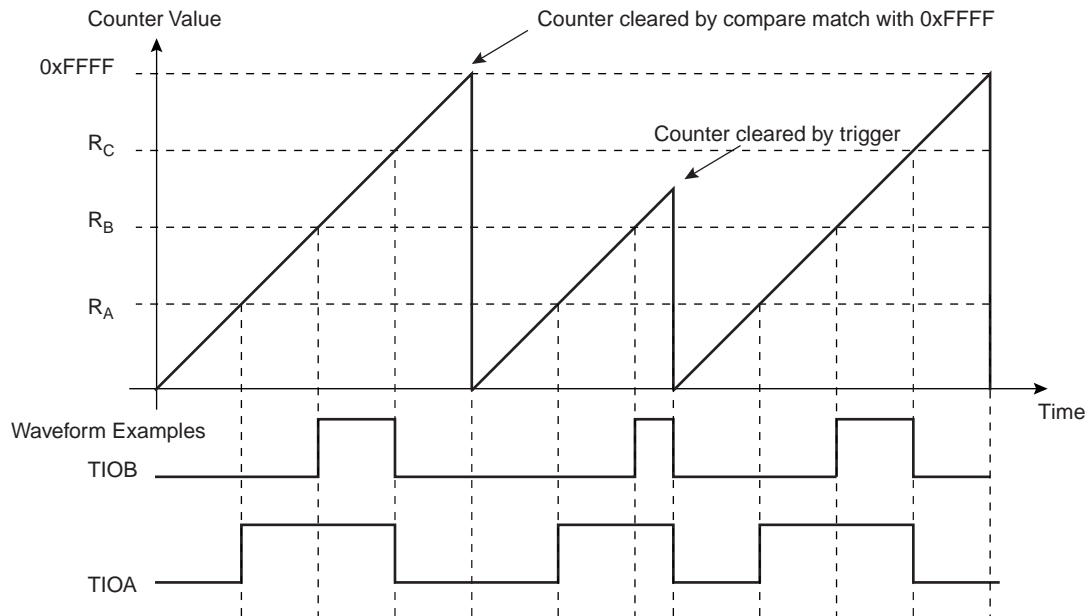 Counter Value
Counter cleared by compare match with 0xFFFF
0xFFFF
Counter cleared by trigger
RC
RB
RA
Time
Waveform Examples
TIOB
TIOA